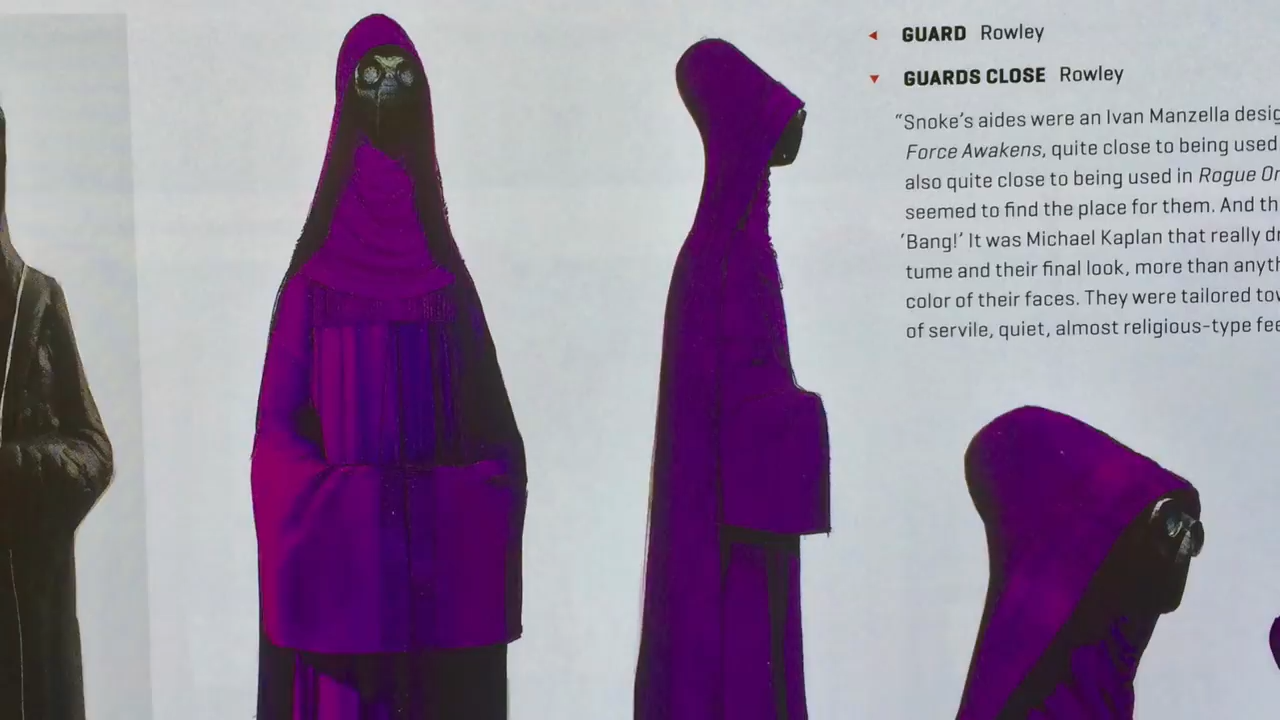 GUARD Rowley
GUARDS CLOSE Rowley
"Snoke's aides were an Ivan Manzella
Force Awakens, quite close to being used
also quite close to being used in Rogue
seemed to find the place for them. And
'Bang!' It was Michael Kaplan that really
tume and their final look, more than
color of their faces. They were tailored
of servile, quiet, almost religious-type